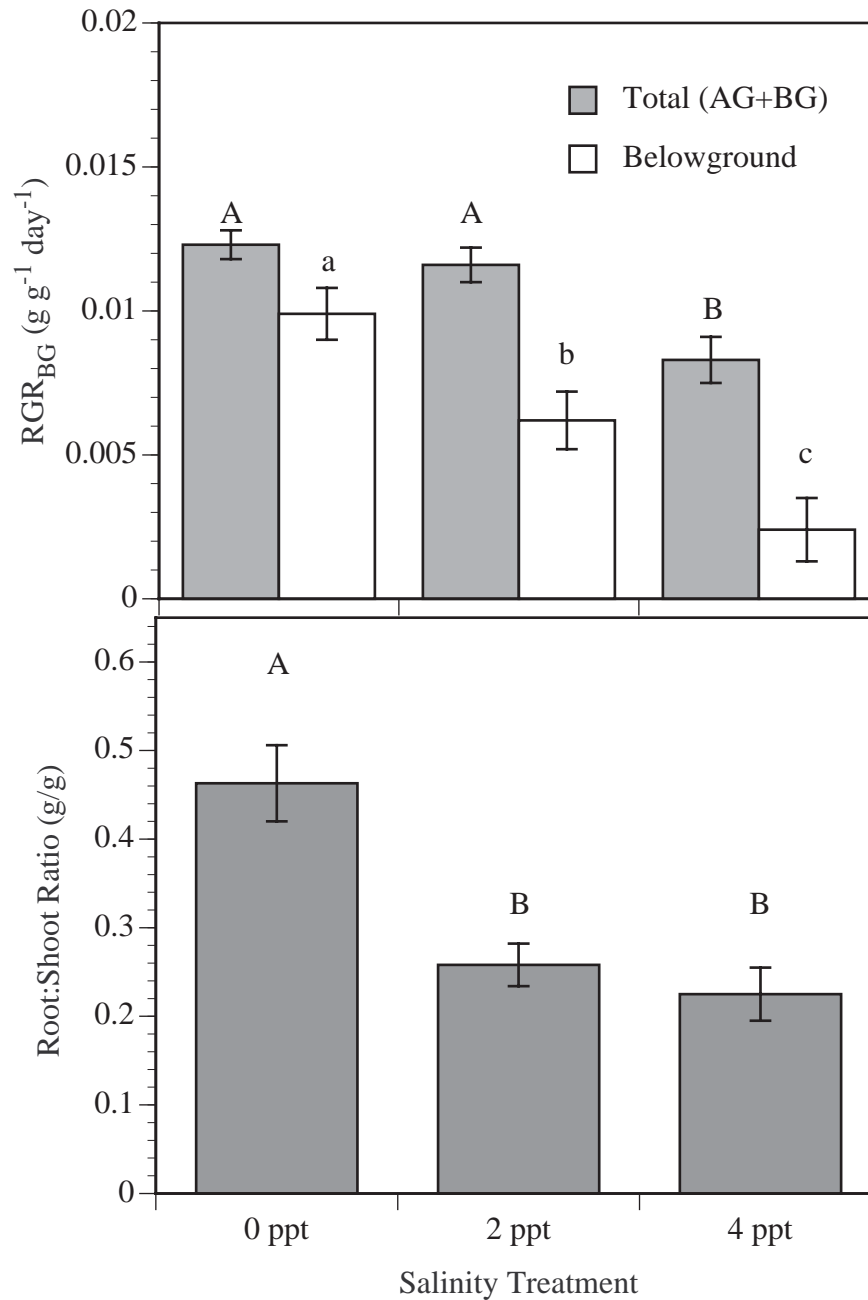 0.02
Total (AG+BG)
Belowground
0.015
0.01
0.005
0
RGR_BG (g g^-1 day^-1)
A
a
A
b
B
c
0.6
0.5
0.4
0.3
0.2
0.1
0
Root:Shoot Ratio (g/g)
A
B
B
0 ppt 2 ppt 4 ppt
Salinity Treatment